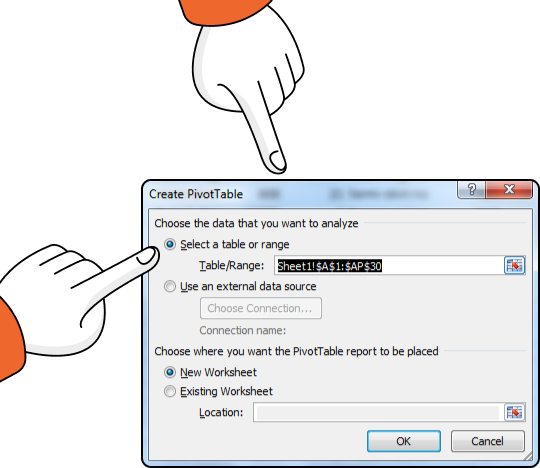 Create PivotTable
Choose the data that you want to analyze
Select a table or range
Table/Range: Sheet1!$A$1:$AP$30
Use an external data source
Choose Connection...
Connection name:
Choose where you want the PivotTable report to be placed
New Worksheet
Existing Worksheet
Location:
OK Cancel